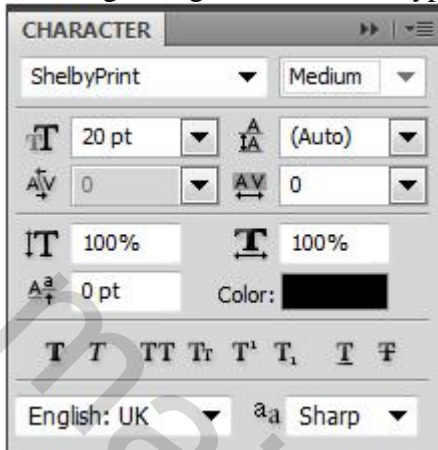 CHARACTER
ShelbyPrint Medium
20 pt (Auto)
0 0
100% 100%
0 pt Color:
T T TT Tr T¹ T₁ T T
English: UK aa Sharp